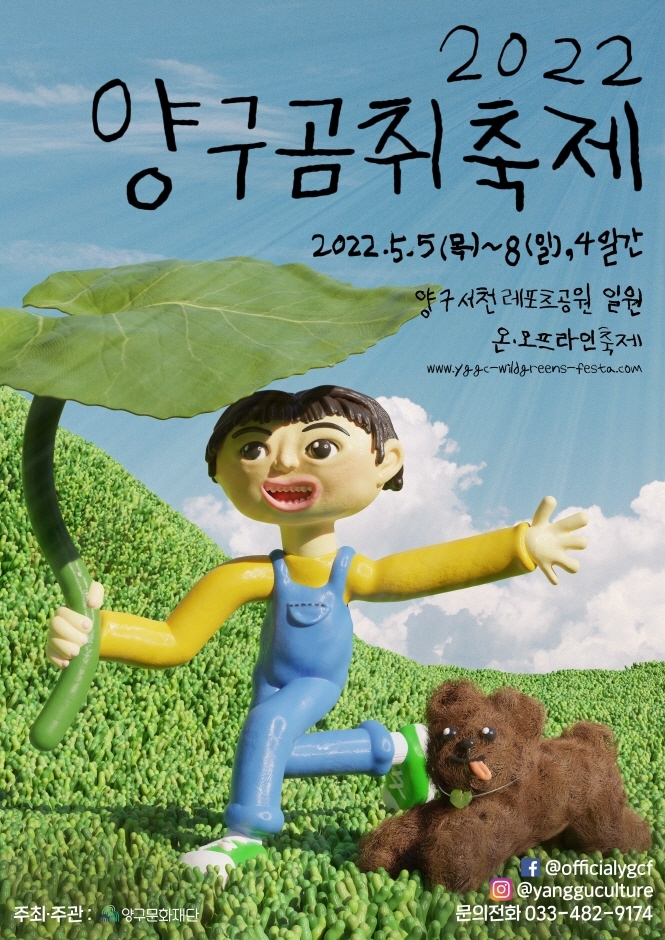 2022
양구곰취축제
2022.5.5(목)~8(일), 4일간
양구서천레포츠공원 일원
온·오프라인축제
www.yggc-wildgreens-festa.com
@officialygcf
@yangguculture
주최·주관 : 양구문화재단
문의전화 033-482-9174